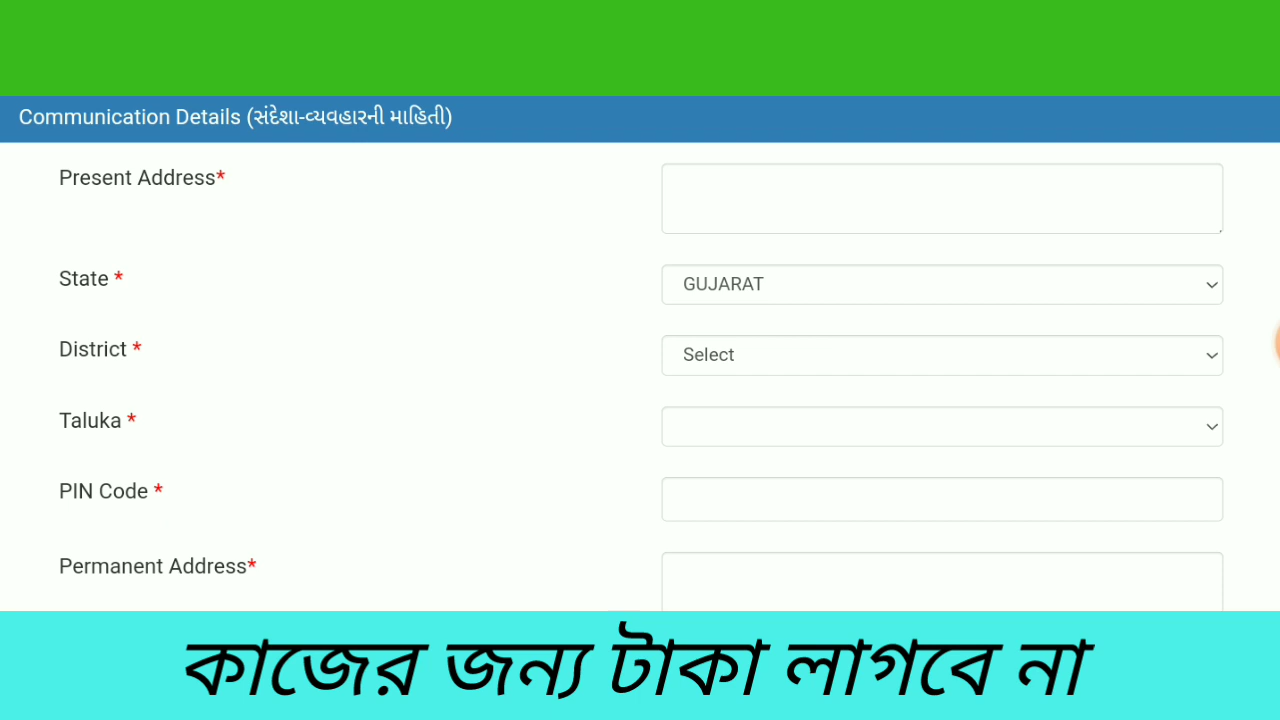 Communication Details (સંદેશા-વ્યવહારની માહિતી)
Present Address*
State *
GUJARAT
District *
Select
Taluka *
PIN Code *
Permanent Address*
কাজের জন্য টাকা লাগবে না